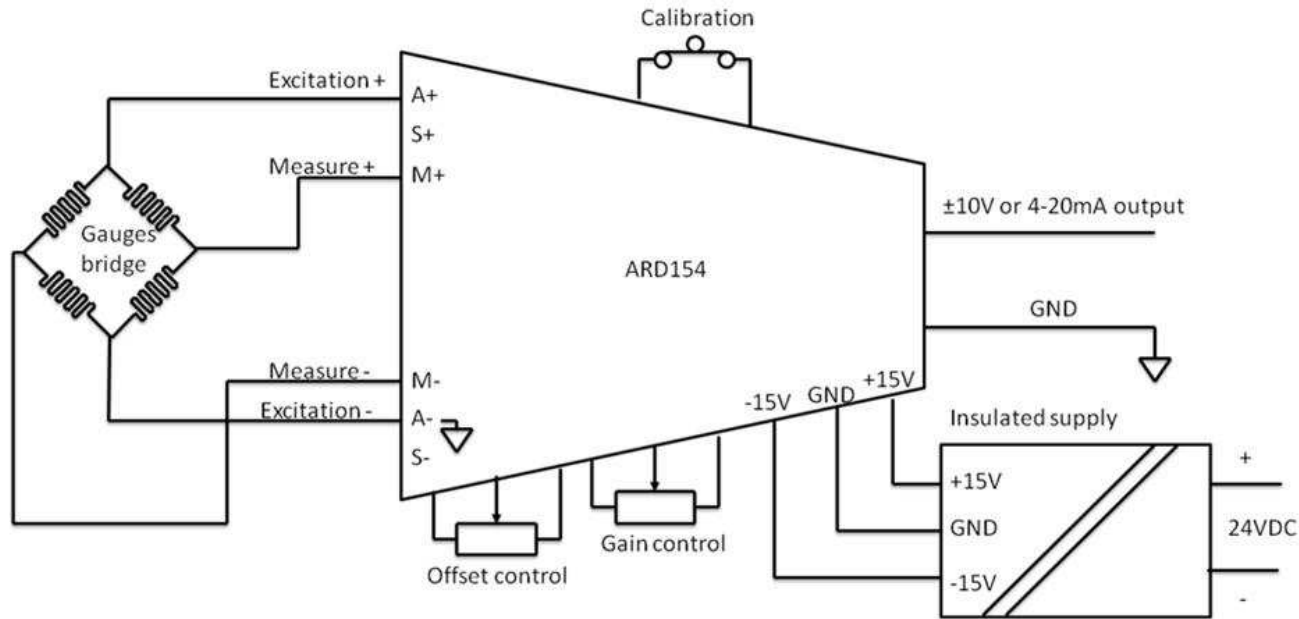 Calibration
Excitation +
A+
S+
Measure +
M+
±10V or 4-20mA output
Gauges
bridge
ARD154
GND
Measure -
M-
+15V
Excitation -
A-
-15V
GND
Insulated supply
S-
+
+15V
Gain control
GND
24VDC
Offset control
-15V
-